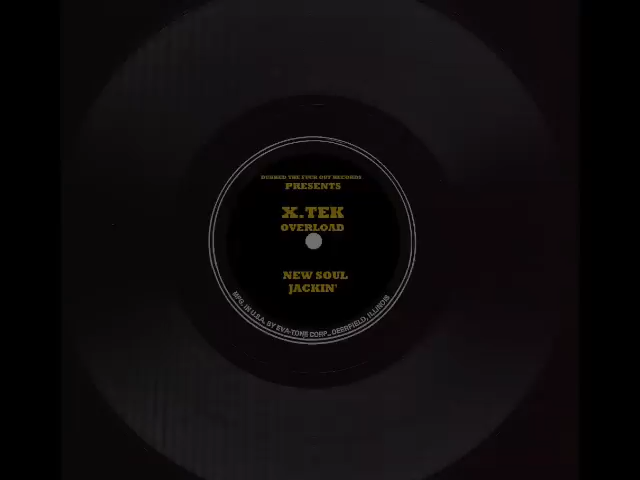 DUBBED THE FUCK OUT RECORDS
PRESENTS
X.TEK
OVERLOAD
NEW SOUL
JACKIN'
MFG. IN U.S.A. BY EVA-TONE CORP., DEERFIELD, ILLINOIS